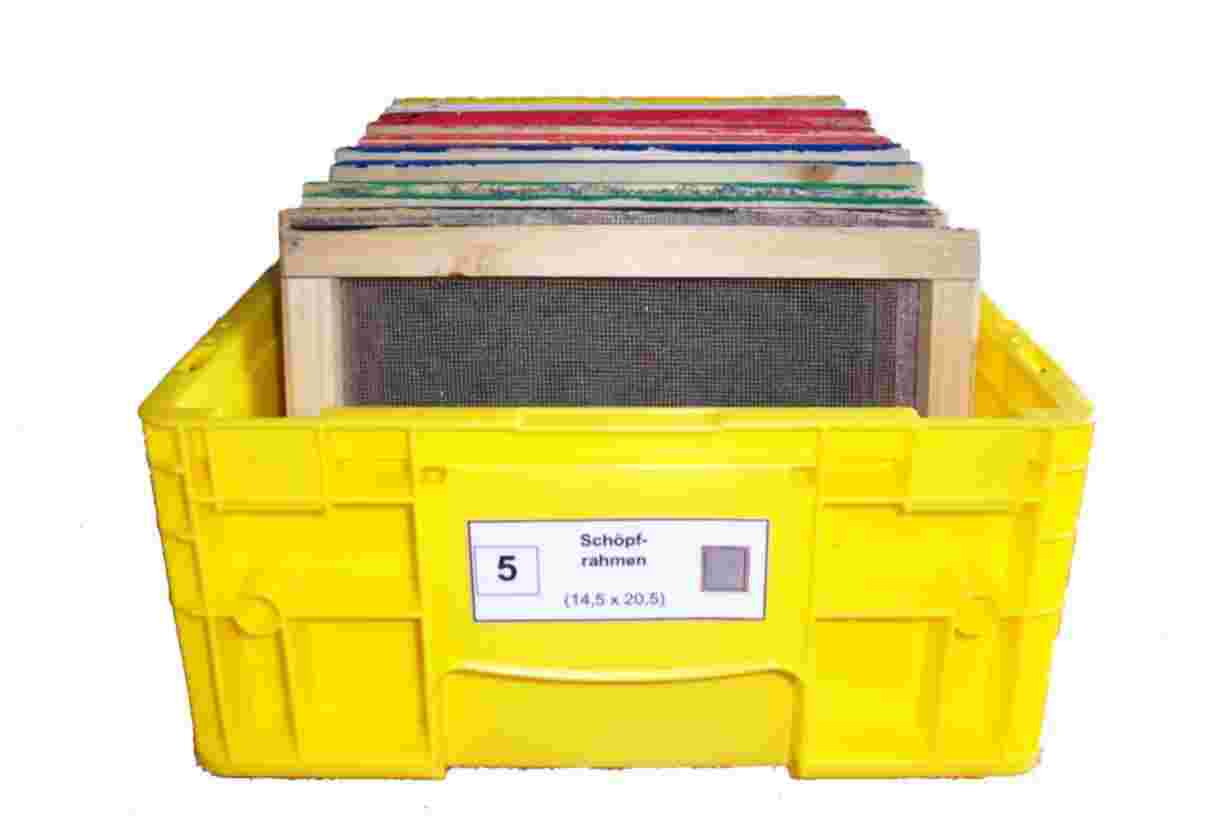 5
Schöpf-
rahmen
(14,5 x 20,5)